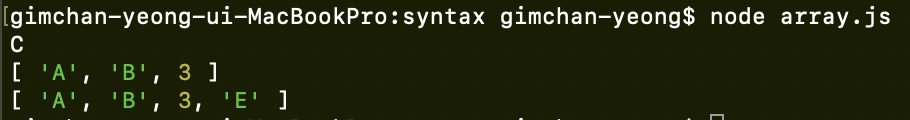 [gimchan-yeong-ui-MacBookPro:syntax gimchan-yeong$ node array.js
C
[ 'A', 'B', 3 ]
[ 'A', 'B', 3, 'E' ]